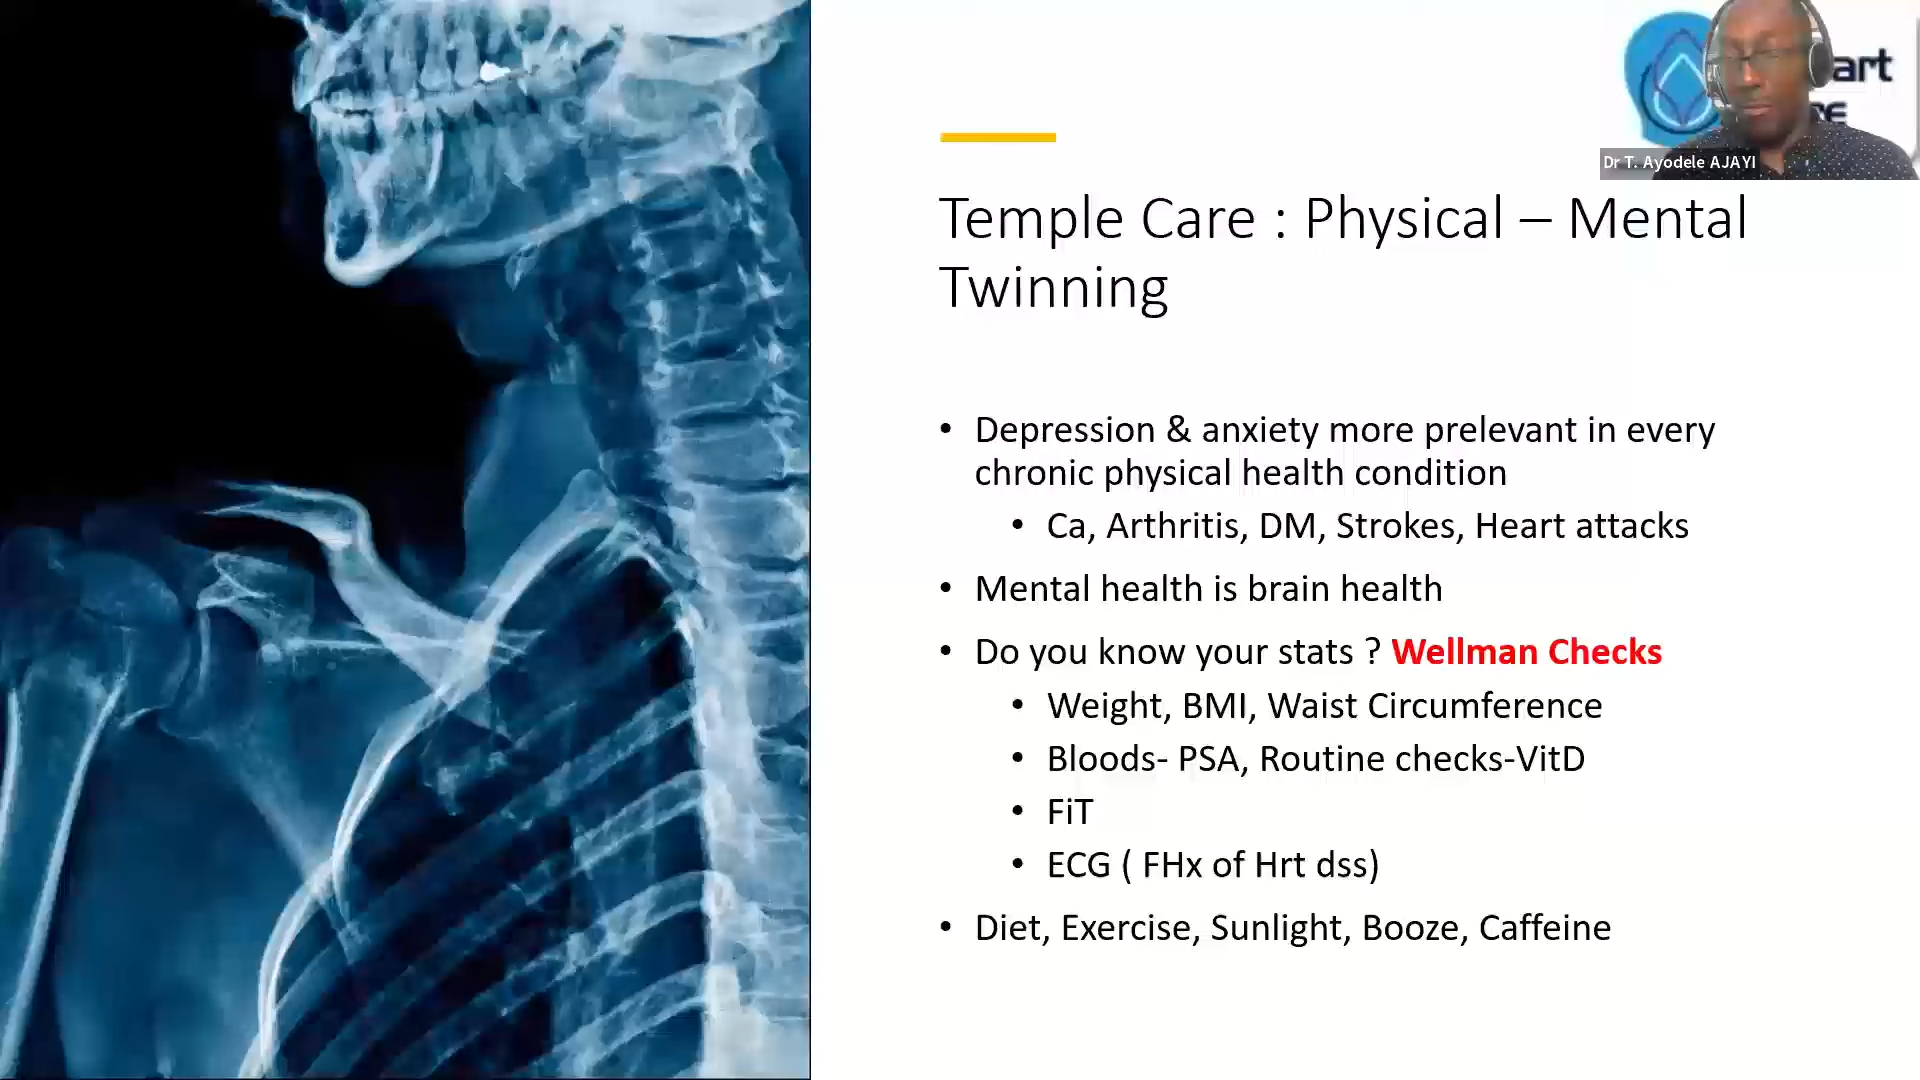 art
RE
Dr T. Ayodele AJAYI
Temple Care : Physical – Mental
Twinning
• Depression & anxiety more prelevant in every
chronic physical health condition
• Ca, Arthritis, DM, Strokes, Heart attacks
• Mental health is brain health
• Do you know your stats ? Wellman Checks
• Weight, BMI, Waist Circumference
• Bloods- PSA, Routine checks-VitD
• FiT
• ECG ( FHx of Hrt dss)
• Diet, Exercise, Sunlight, Booze, Caffeine